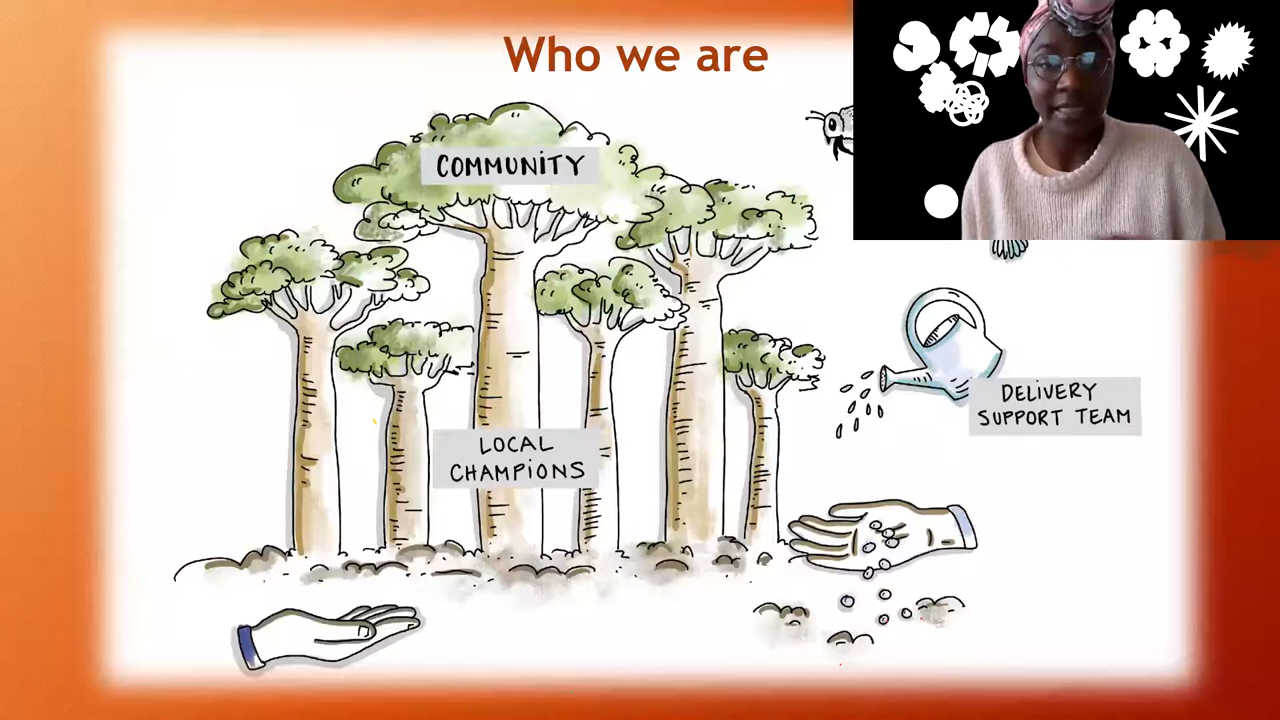 Who we are
COMMUNITY
LOCAL
CHAMPIONS
DELIVERY
SUPPORT TEAM